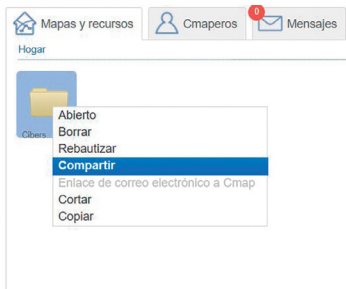 Mapas y recursos
Cmaperos
0
Mensajes
Hogar
Cibers
Abierto
Borrar
Rebautizar
Compartir
Enlace de correo electrónico a Cmap
Cortar
Copiar